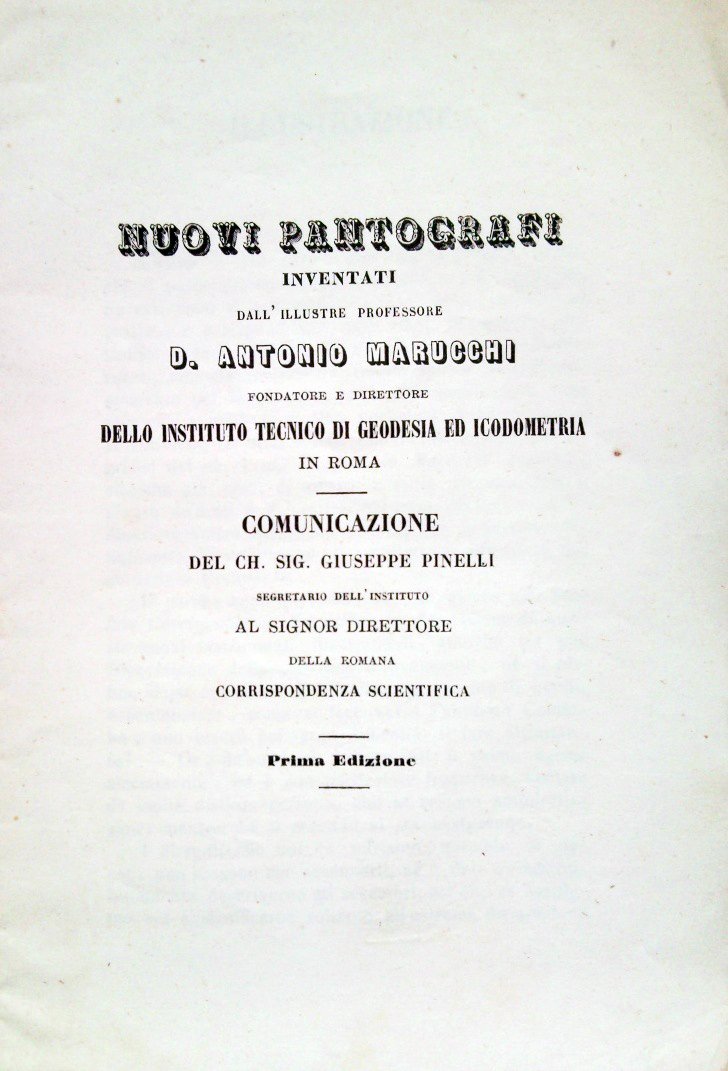 NUOVI PANTOGRAFI
INVENTATI
DALL' ILLUSTRE PROFESSORE
D. ANTONIO MARUCCHI
FONDATORE E DIRETTORE
DELLO INSTITUTO TECNICO DI GEODESIA ED ICODOMETRIA
IN ROMA
COMUNICAZIONE
DEL CH. SIG. GIUSEPPE PINELLI
SEGRETARIO DELL' INSTITUTO
AL SIGNOR DIRETTORE
DELLA ROMANA
CORRISPONDENZA SCIENTIFICA
Prima Edizione